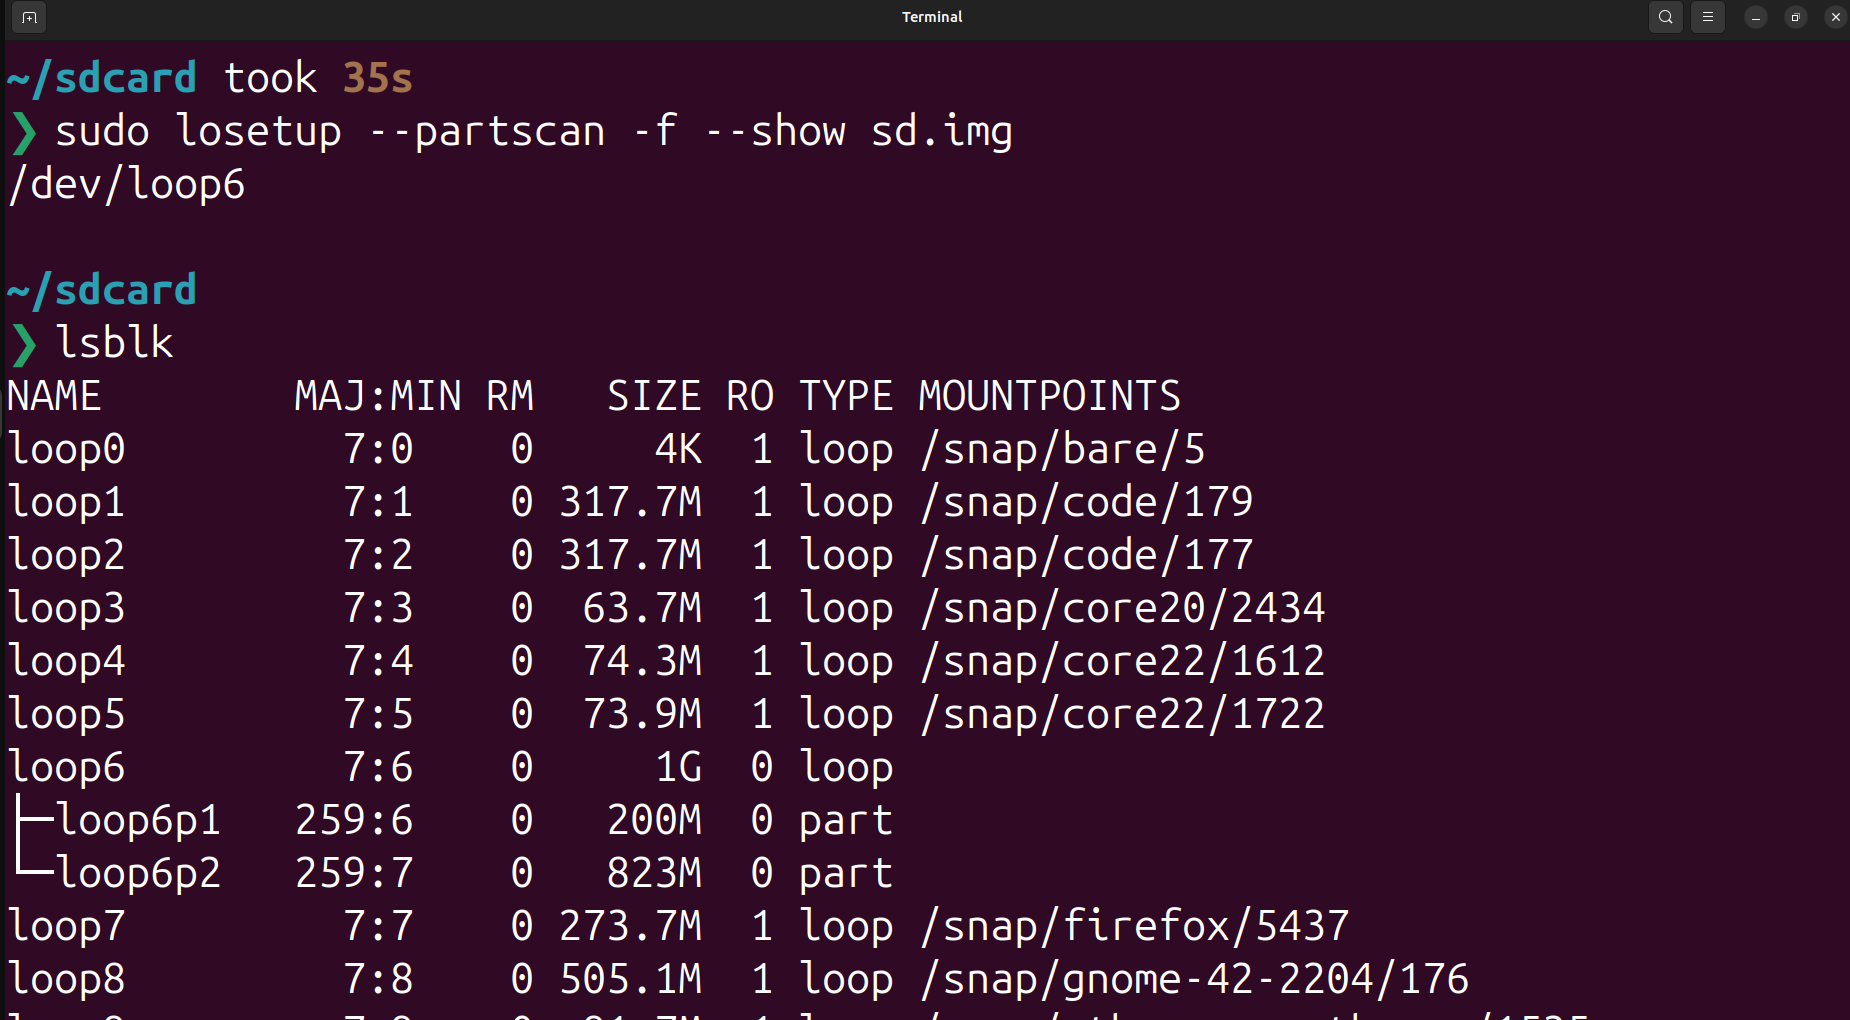 Terminal
~/sdcard took 35s
❯ sudo losetup --partscan -f --show sd.img
/dev/loop6
~/sdcard
❯ lsblk
NAME        MAJ:MIN RM   SIZE RO TYPE MOUNTPOINTS
loop0         7:0    0     4K  1 loop /snap/bare/5
loop1         7:1    0 317.7M  1 loop /snap/code/179
loop2         7:2    0 317.7M  1 loop /snap/code/177
loop3         7:3    0  63.7M  1 loop /snap/core20/2434
loop4         7:4    0  74.3M  1 loop /snap/core22/1612
loop5         7:5    0  73.9M  1 loop /snap/core22/1722
loop6         7:6    0     1G  0 loop
├─loop6p1   259:6    0   200M  0 part
└─loop6p2   259:7    0   823M  0 part
loop7         7:7    0 273.7M  1 loop /snap/firefox/5437
loop8         7:8    0 505.1M  1 loop /snap/gnome-42-2204/176